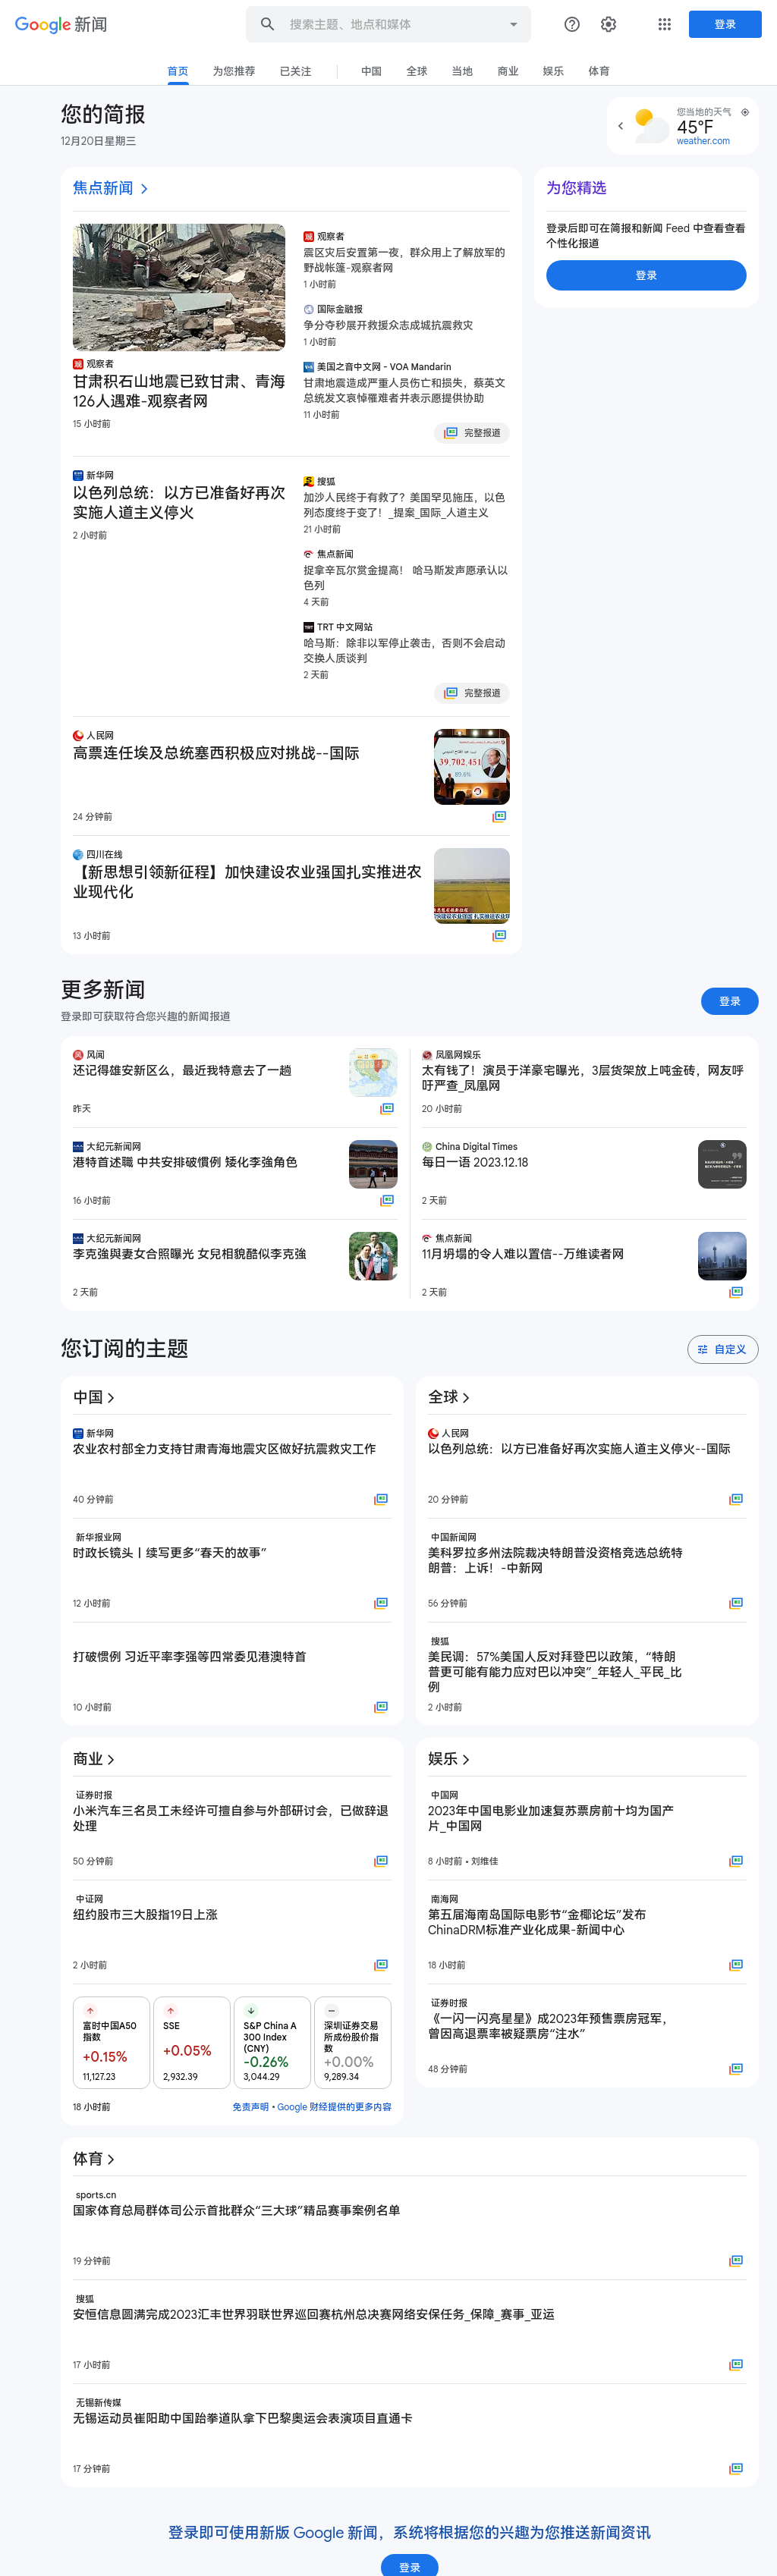 Google 新闻
搜索主题、地点和媒体
登录
首页
为您推荐
已关注
中国
全球
当地
商业
娱乐
体育
您的简报
12月20日星期三
您当地的天气
45°F
weather.com
焦点新闻
观察者
甘肃积石山地震已致甘肃、青海
126人遇难-观察者网
15 小时前
观察者
震区灾后安置第一夜，群众用上了解放军的
野战帐篷-观察者网
1 小时前
国际金融报
争分夺秒展开救援众志成城抗震救灾
1 小时前
美国之音中文网 - VOA Mandarin
甘肃地震造成严重人员伤亡和损失，蔡英文
总统发文哀悼罹难者并表示愿提供协助
11 小时前
完整报道
新华网
以色列总统：以方已准备好再次
实施人道主义停火
2 小时前
搜狐
加沙人民终于有救了？美国罕见施压，以色
列态度终于变了！_提案_国际_人道主义
21 小时前
焦点新闻
捉拿辛瓦尔赏金提高！ 哈马斯发声愿承认以
色列
4 天前
TRT 中文网站
哈马斯：除非以军停止袭击，否则不会启动
交换人质谈判
2 天前
完整报道
人民网
高票连任埃及总统塞西积极应对挑战--国际
39,702,451
89.6%
24 分钟前
四川在线
【新思想引领新征程】加快建设农业强国扎实推进农
业现代化
13 小时前
为您精选
登录后即可在简报和新闻 Feed 中查看查看
个性化报道
登录
更多新闻
登录即可获取符合您兴趣的新闻报道
登录
风闻
还记得雄安新区么，最近我特意去了一趟
昨天
大纪元新闻网
港特首述職 中共安排破慣例 矮化李強角色
16 小时前
大纪元新闻网
李克強與妻女合照曝光 女兒相貌酷似李克強
2 天前
凤凰网娱乐
太有钱了！演员于洋豪宅曝光，3层货架放上吨金砖，网友呼
吁严查_凤凰网
20 小时前
China Digital Times
每日一语 2023.12.18
2 天前
焦点新闻
11月坍塌的令人难以置信--万维读者网
2 天前
您订阅的主题
自定义
中国
新华网
农业农村部全力支持甘肃青海地震灾区做好抗震救灾工作
40 分钟前
新华报业网
时政长镜头丨续写更多“春天的故事”
12 小时前
打破惯例 习近平率李强等四常委见港澳特首
10 小时前
全球
人民网
以色列总统：以方已准备好再次实施人道主义停火--国际
20 分钟前
中国新闻网
美科罗拉多州法院裁决特朗普没资格竞选总统特
朗普：上诉！-中新网
56 分钟前
搜狐
美民调：57%美国人反对拜登巴以政策，“特朗
普更可能有能力应对巴以冲突”_年轻人_平民_比
例
2 小时前
商业
证券时报
小米汽车三名员工未经许可擅自参与外部研讨会，已做辞退
处理
50 分钟前
中证网
纽约股市三大股指19日上涨
2 小时前
富时中国A50
指数
+0.15%
11,127.23
SSE
+0.05%
2,932.39
S&P China A
300 Index
(CNY)
-0.26%
3,044.29
深圳证券交易
所成份股价指
数
+0.00%
9,289.34
18 小时前
免责声明 • Google 财经提供的更多内容
娱乐
中国网
2023年中国电影业加速复苏票房前十均为国产
片_中国网
8 小时前 • 刘维佳
南海网
第五届海南岛国际电影节“金椰论坛”发布
ChinaDRM标准产业化成果-新闻中心
18 小时前
证券时报
《一闪一闪亮星星》成2023年预售票房冠军，
曾因高退票率被疑票房“注水”
48 分钟前
体育
sports.cn
国家体育总局群体司公示首批群众“三大球”精品赛事案例名单
19 分钟前
搜狐
安恒信息圆满完成2023汇丰世界羽联世界巡回赛杭州总决赛网络安保任务_保障_赛事_亚运
17 小时前
无锡新传媒
无锡运动员崔阳助中国跆拳道队拿下巴黎奥运会表演项目直通卡
17 分钟前
登录即可使用新版 Google 新闻，系统将根据您的兴趣为您推送新闻资讯
登录